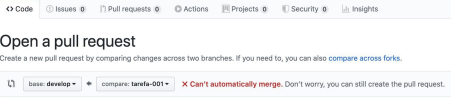 Code Issues 0 Pull requests 0 Actions Projects 0 Security 0 Insights
Open a pull request
Create a new pull request by comparing changes across two branches. If you need to, you can also compare across forks.
base: develop compare: tarefa-001 Can't automatically merge. Don't worry, you can still create the pull request.